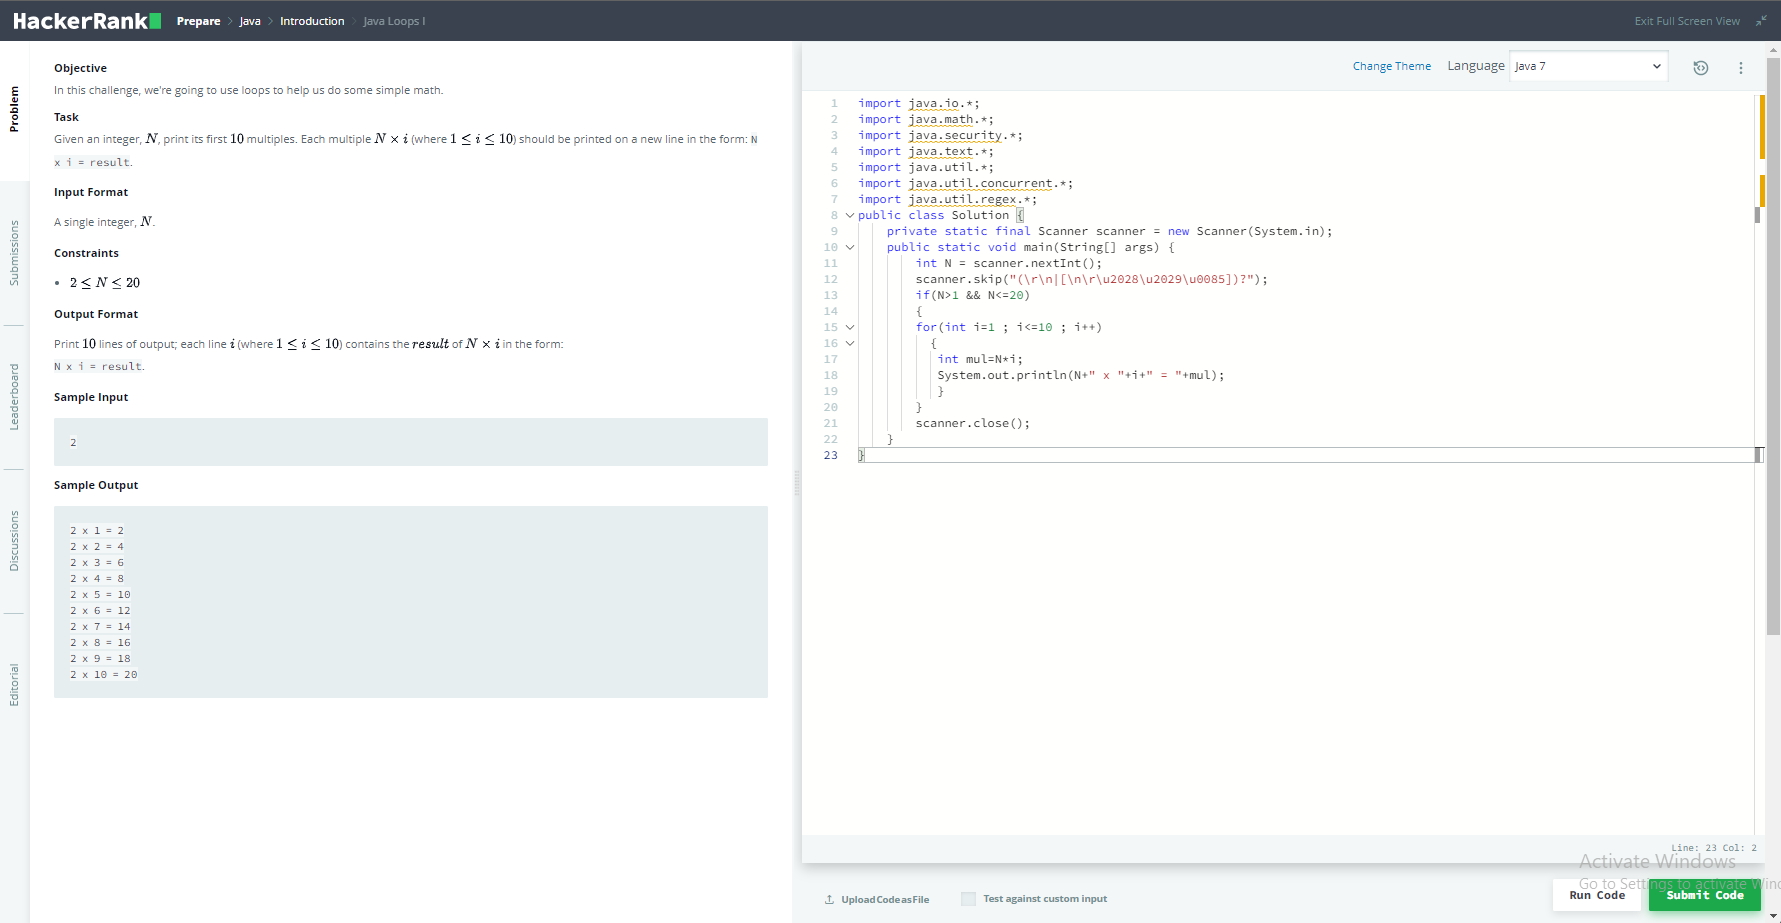 HackerRank
Prepare > Java > Introduction > Java Loops I
Exit Full Screen View
Problem
Submissions
Leaderboard
Discussions
Editorial
Objective
In this challenge, we're going to use loops to help us do some simple math.
Task
Given an integer, N, print its first 10 multiples. Each multiple N × i (where 1 ≤ i ≤ 10) should be printed on a new line in the form: N
x i = result.
Input Format
A single integer, N.
Constraints
• 2 ≤ N ≤ 20
Output Format
Print 10 lines of output; each line i (where 1 ≤ i ≤ 10) contains the result of N × i in the form:
N x i = result.
Sample Input
2
Sample Output
2 x 1 = 2
2 x 2 = 4
2 x 3 = 6
2 x 4 = 8
2 x 5 = 10
2 x 6 = 12
2 x 7 = 14
2 x 8 = 16
2 x 9 = 18
2 x 10 = 20
Change Theme Language Java 7
1 import java.io.*;
2 import java.math.*;
3 import java.security.*;
4 import java.text.*;
5 import java.util.*;
6 import java.util.concurrent.*;
7 import java.util.regex.*;
8 public class Solution {
9 private static final Scanner scanner = new Scanner(System.in);
10 public static void main(String[] args) {
11 int N = scanner.nextInt();
12 scanner.skip("(\r\n|[\n\r\u2028\u2029\u0085])?");
13 if(N>1 && N<=20)
14 {
15 for(int i=1 ; i<=10 ; i++)
16 {
17 int mul=N*i;
18 System.out.println(N+" x "+i+" = "+mul);
19 }
20 }
21 scanner.close();
22 }
23 }
Line: 23 Col: 2
Activate Windows
Go to Settings to activate Win
Upload Code as File
Test against custom input
Run Code
Submit Code